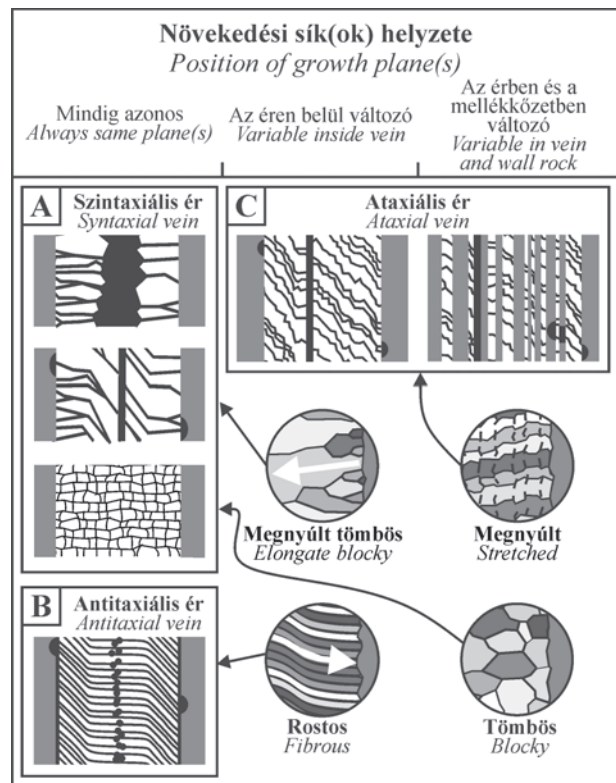 Növekedési sík(ok) helyzete
Position of growth plane(s)
Mindig azonos
Always same plane(s)
Az éren belül változó
Variable inside vein
Az érben és a
mellékkőzetben
változó
Variable in vein
and wall rock
A
Szintaxiális ér
Syntaxial vein
C
Ataxiális ér
Ataxial vein
Megnyúlt tömbös
Elongate blocky
Megnyúlt
Stretched
B
Antitaxiális ér
Antitaxial vein
Rostos
Fibrous
Tömbös
Blocky